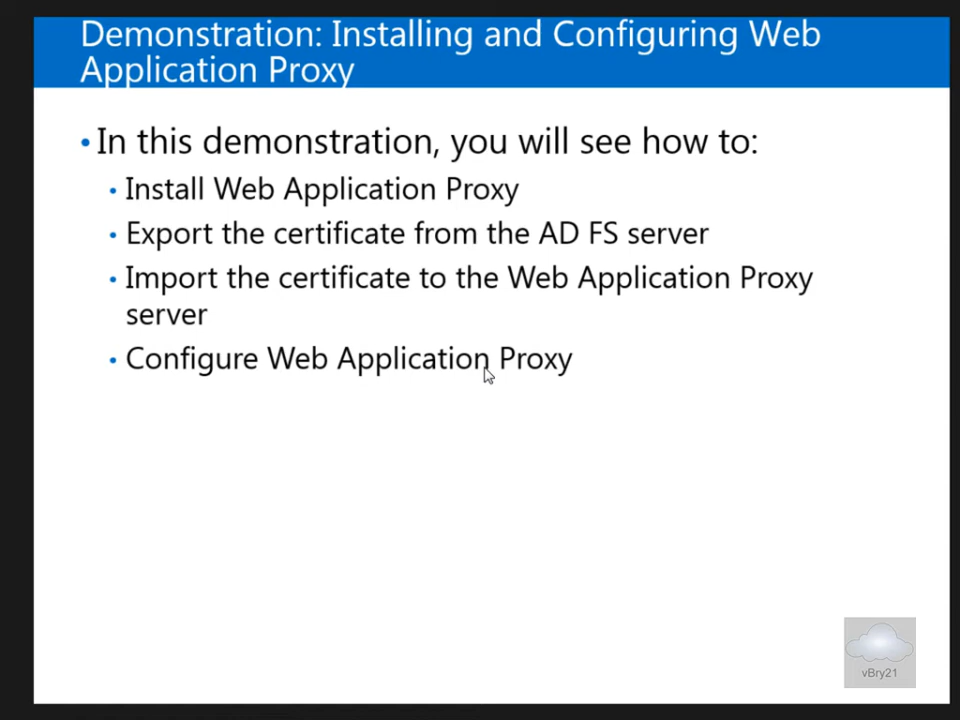 Demonstration: Installing and Configuring Web
Application Proxy
• In this demonstration, you will see how to:
• Install Web Application Proxy
• Export the certificate from the AD FS server
• Import the certificate to the Web Application Proxy
server
• Configure Web Application Proxy
vBry21